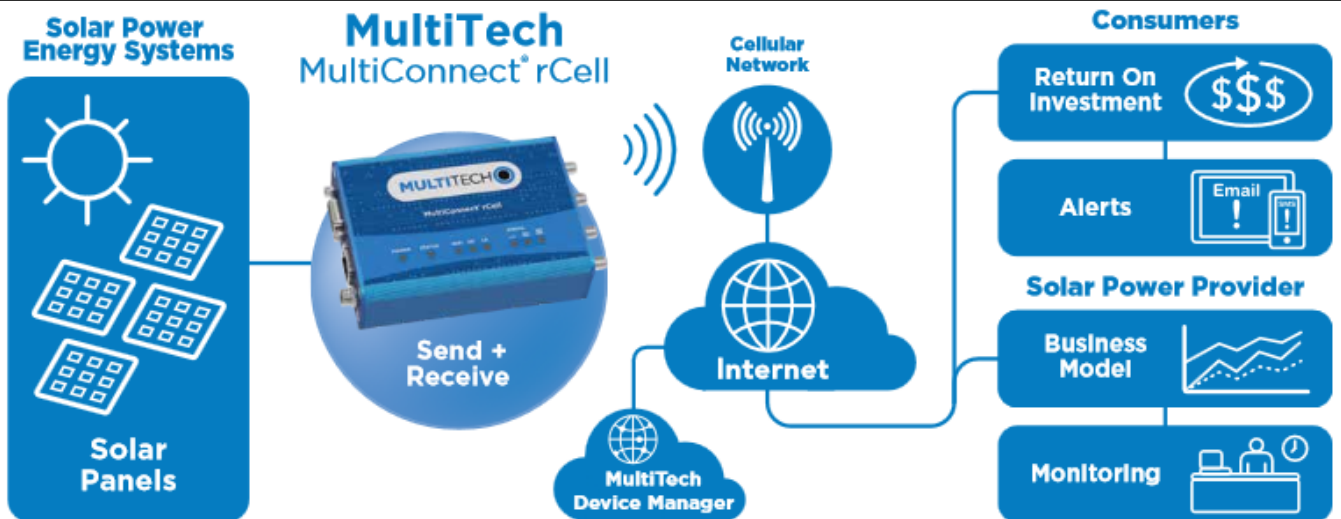 Solar Power
Energy Systems
Solar
Panels
MultiTech
MultiConnect® rCell
MULTITECH
MultiConnect® rCell
Send +
Receive
Cellular
Network
Internet
MultiTech
Device Manager
Consumers
Return On
Investment
$$$
Alerts
Email
!
SMS
!
Solar Power Provider
Business
Model
Monitoring